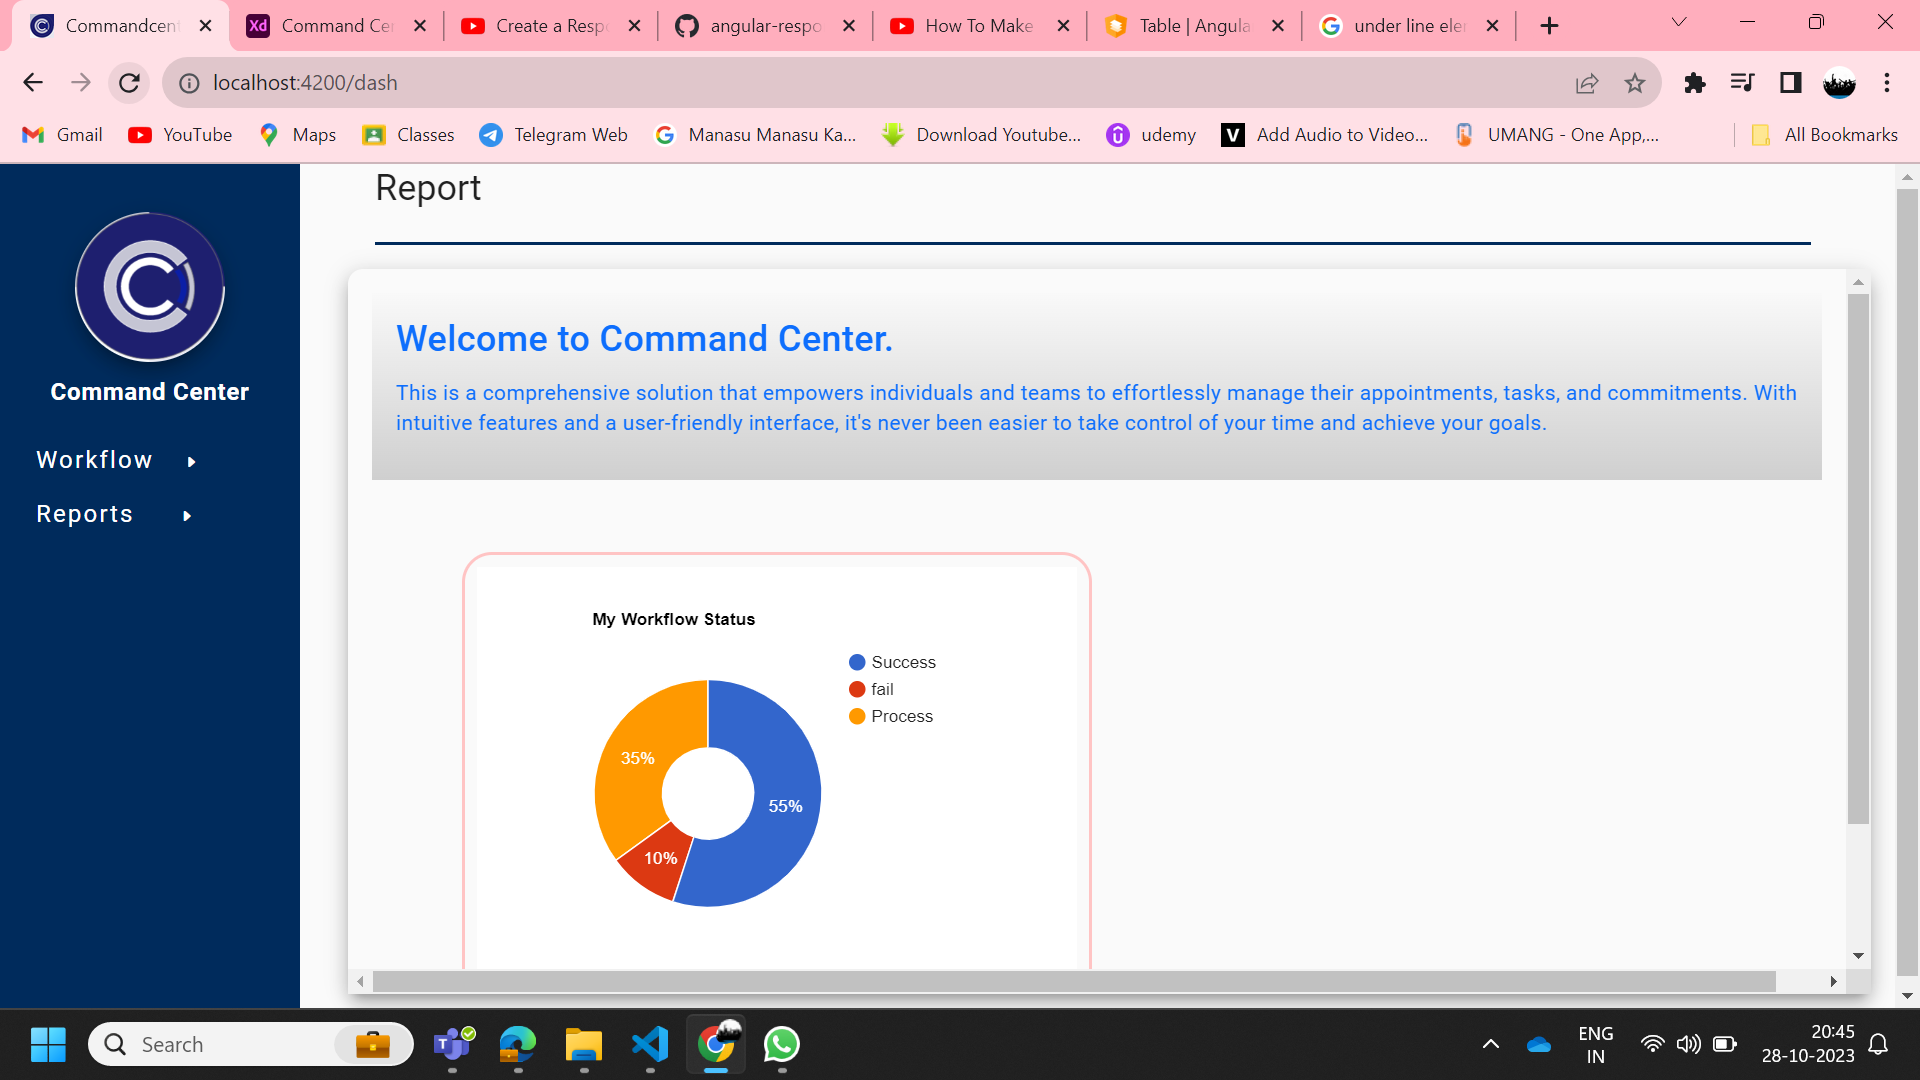 Commandcent
Xd
Command Cer
Create a Respo
angular-respo
How To Make
Table | Angula
under line eler
localhost:4200/dash
Gmail
YouTube
Maps
Classes
Telegram Web
Manasu Manasu Ka...
Download Youtube...
udemy
Add Audio to Video...
UMANG - One App,...
All Bookmarks
Command Center
Workflow
Reports
Report
Welcome to Command Center.
This is a comprehensive solution that empowers individuals and teams to effortlessly manage their appointments, tasks, and commitments. With
intuitive features and a user-friendly interface, it's never been easier to take control of your time and achieve your goals.
My Workflow Status
Success
fail
Process
35%
55%
10%
Search
ENG
IN
20:45
28-10-2023